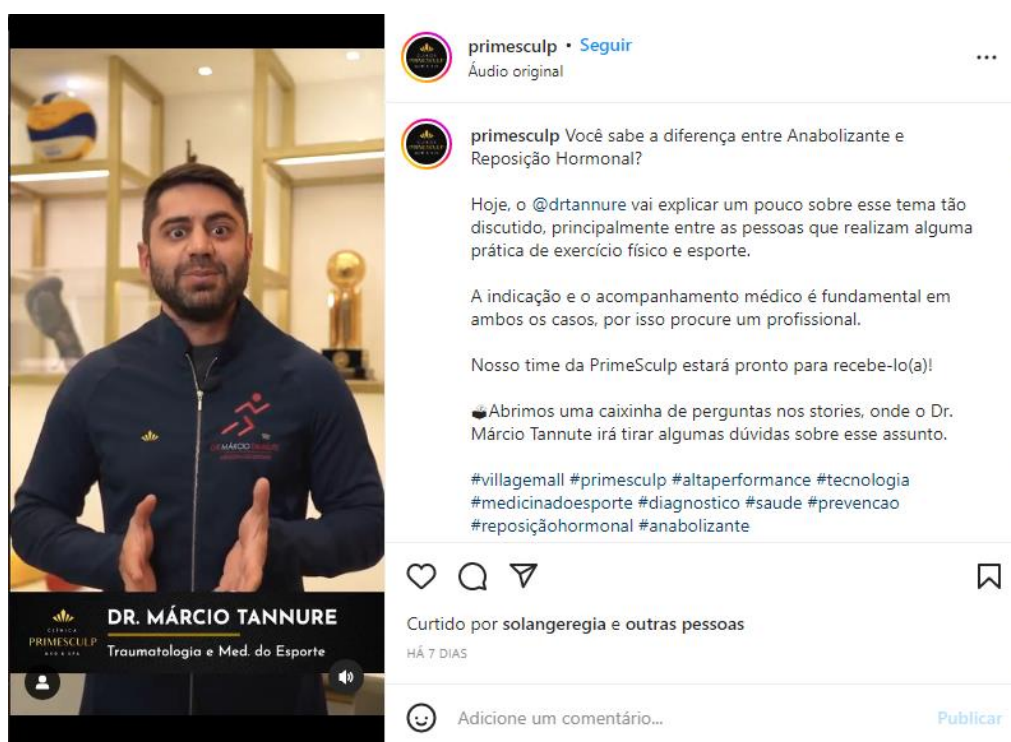 primesculp • Seguir
Áudio original
primesculp Você sabe a diferença entre Anabolizante e
Reposição Hormonal?
Hoje, o @drtannure vai explicar um pouco sobre esse tema tão
discutido, principalmente entre as pessoas que realizam alguma
prática de exercício físico e esporte.
A indicação e o acompanhamento médico é fundamental em
ambos os casos, por isso procure um profissional.
Nosso time da PrimeSculp estará pronto para recebe-lo(a)!
🗳Abrimos uma caixinha de perguntas nos stories, onde o Dr.
Márcio Tannute irá tirar algumas dúvidas sobre esse assunto.
#villagemall #primesculp #altaperformance #tecnologia
#medicinadoesporte #diagnostico #saude #prevencao
#reposiçãohormonal #anabolizante
Curtido por solangeregia e outras pessoas
HÁ 7 DIAS
Adicione um comentário... Publicar
DR. MÁRCIO TANNURE
CLÍNICA
PRIMESCULP
Traumatologia e Med. do Esporte
DR. MÁRCIO TANNURE